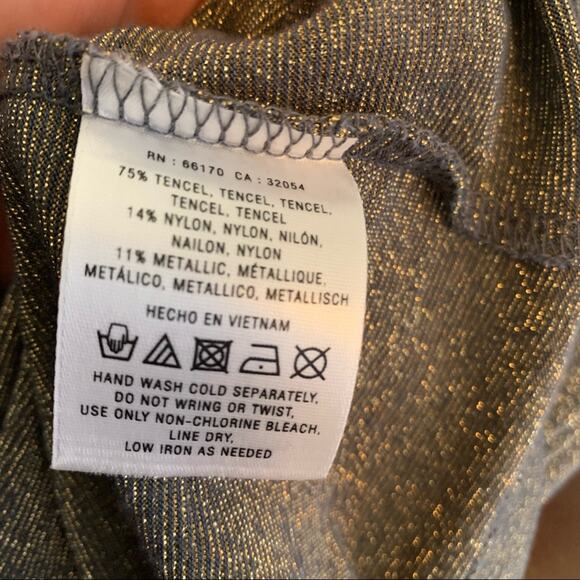 RN : 66170 CA : 32054
75% TENCEL, TENCEL, TENCEL,
TENCEL, TENCEL
14% NYLON, NYLON, NILÓN,
NAILON, NYLON
11% METALLIC, MÉTALLIQUE,
METÁLICO, METALLICO, METALLISCH
HECHO EN VIETNAM
HAND WASH COLD SEPARATELY,
DO NOT WRING OR TWIST,
USE ONLY NON-CHLORINE BLEACH,
LINE DRY,
LOW IRON AS NEEDED